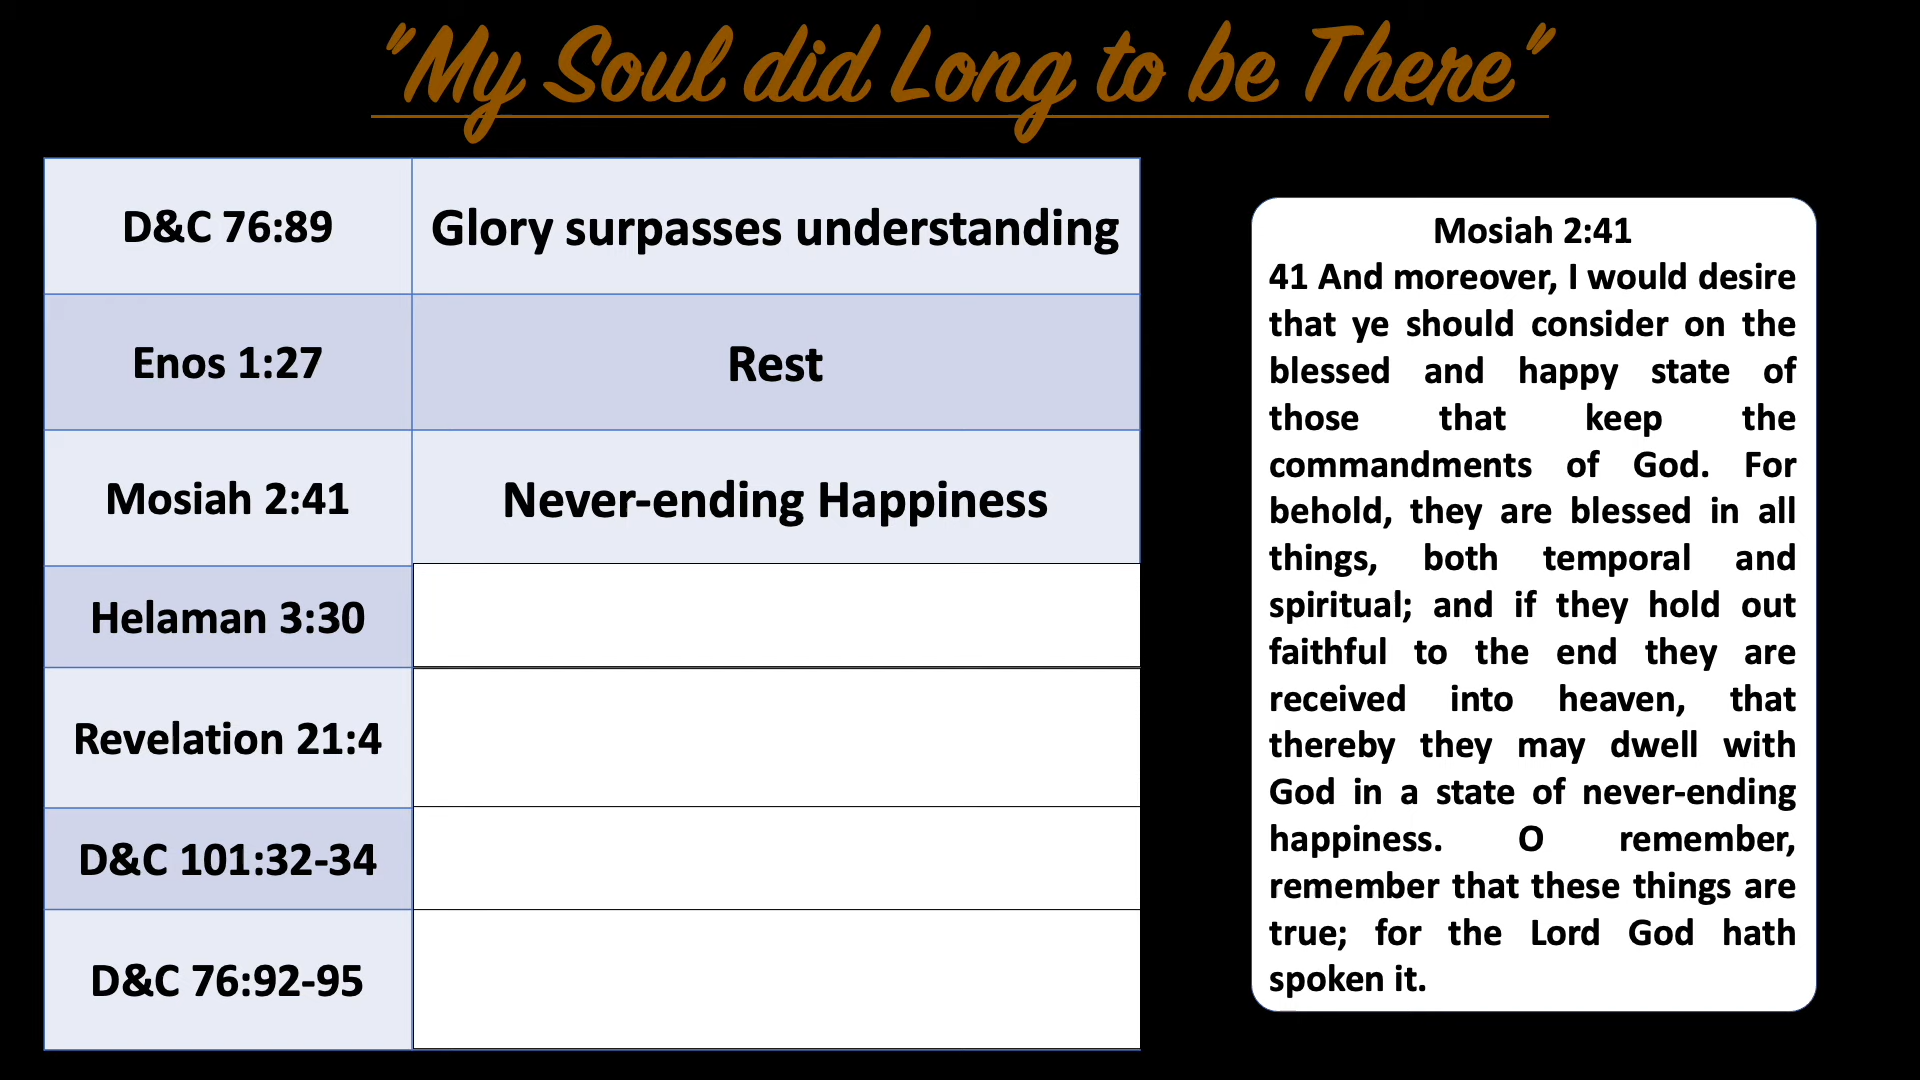 "My Soul did Long to be There"
D&C 76:89
Glory surpasses understanding
Enos 1:27
Rest
Mosiah 2:41
Never-ending Happiness
Helaman 3:30
Revelation 21:4
D&C 101:32-34
D&C 76:92-95
Mosiah 2:41
41 And moreover, I would desire
that ye should consider on the
blessed and happy state of
those that keep the
commandments of God. For
behold, they are blessed in all
things, both temporal and
spiritual; and if they hold out
faithful to the end they are
received into heaven, that
thereby they may dwell with
God in a state of never-ending
happiness. O remember,
remember that these things are
true; for the Lord God hath
spoken it.